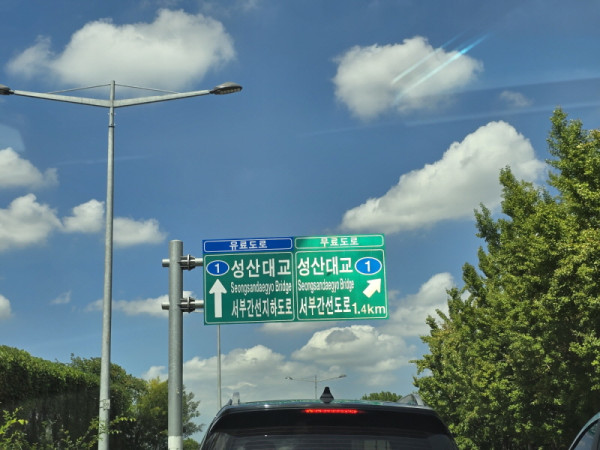 유료도로
1 성산대교
Seongsandaegyo Bridge
서부간선지하도로
무료도로
성산대교 1
Seongsandaegyo Bridge
서부간선도로 1.4km